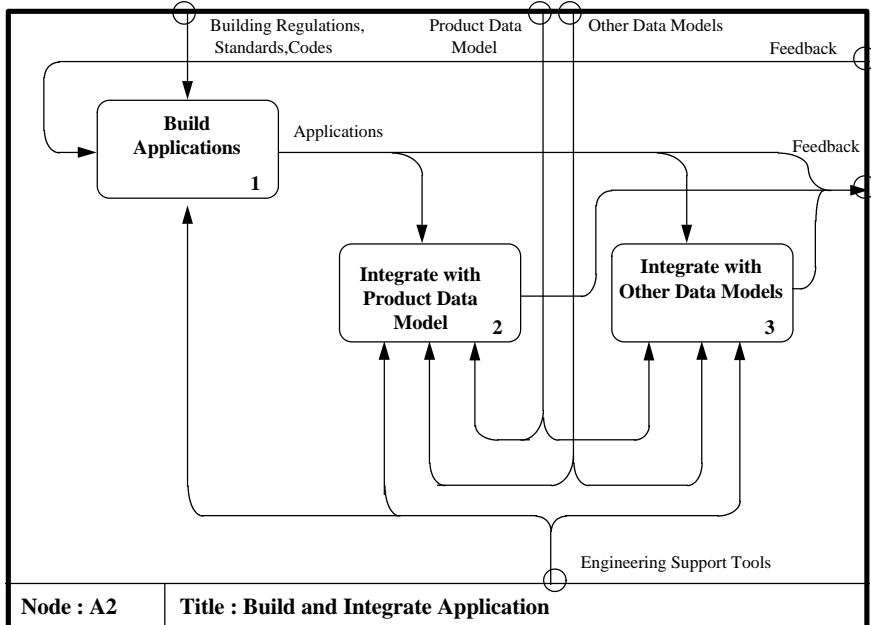 Building Regulations,
Standards,Codes
Product Data
Model
Other Data Models
Feedback
Build
Applications
1
Applications
Feedback
Integrate with
Product Data
Model
2
Integrate with
Other Data Models
3
Engineering Support Tools
Node : A2
Title : Build and Integrate Application